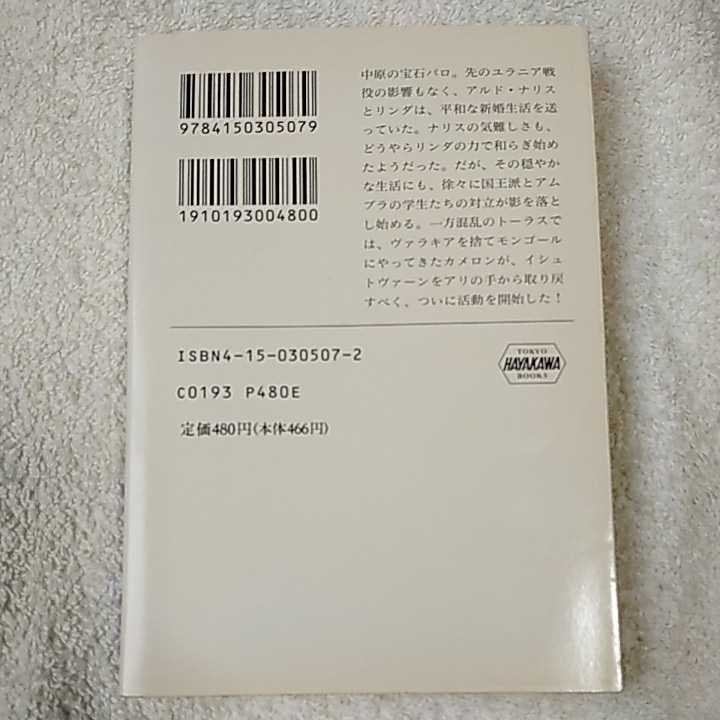 9784150305079
1910193004800
中原の宝石パロ。先のユラニア戦
役の影響もなく、アルド・ナリス
とリンダは、平和な新婚生活を送
っていた。ナリスの気難しさも、
どうやらリンダの力で和らぎ始め
たようだった。だが、その穏やか
な生活にも、徐々に国王派とアム
ブラの学生たちの対立が影を落と
し始める。一方混乱のトーラスで
は、ヴァラキアを捨てモンゴール
にやってきたカメロンが、イシュ
トヴァーンをアリの手から取り戻
すべく、ついに活動を開始した！
ISBN4-15-030507-2
C0193 P480E
定価480円(本体466円)
TOKYO
HAYAKAWA
BOOKS